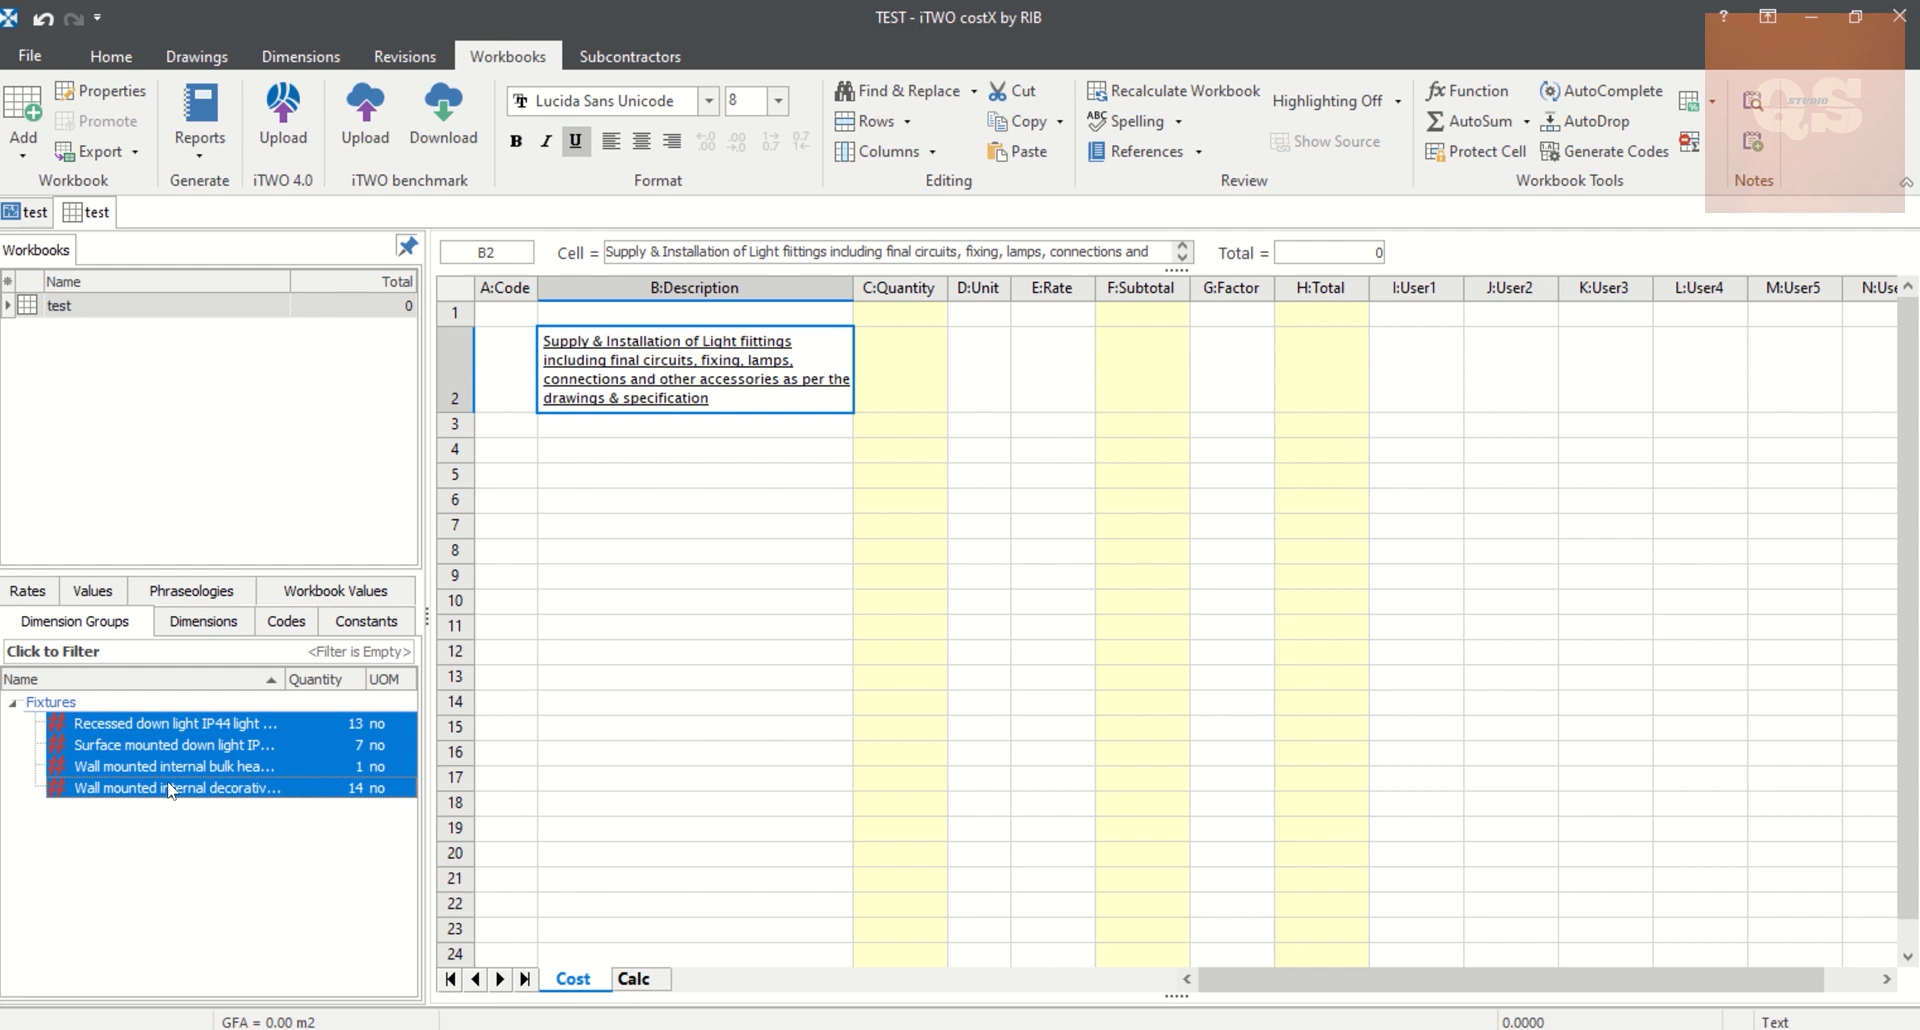 TEST - iTWO costX by RIB
?
File Home Drawings Dimensions Revisions Workbooks Subcontractors
Add
Workbook
Properties
Promote
Export
Reports
Generate
Upload
iTWO 4.0
Upload Download
iTWO benchmark
Lucida Sans Unicode 8
B I U
Format
Find & Replace
Rows
Columns
Cut
Copy
Paste
Editing
Recalculate Workbook
ABC Spelling
References
Highlighting Off
Show Source
Review
fx Function
Σ AutoSum
Protect Cell
AutoComplete
AutoDrop
Generate Codes
Workbook Tools
QS
STUDIO
Notes
test test
Workbooks
Name Total
test 0
Rates Values Phraseologies Workbook Values
Dimension Groups Dimensions Codes Constants
Click to Filter <Filter is Empty>
Name Quantity UOM
Fixtures
# Recessed down light IP44 light ... 13 no
# Surface mounted down light IP... 7 no
# Wall mounted internal bulk hea... 1 no
# Wall mounted internal decorativ... 14 no
B2 Cell = Supply & Installation of Light fiittings including final circuits, fixing, lamps, connections and Total = 0
A:Code B:Description C:Quantity D:Unit E:Rate F:Subtotal G:Factor H:Total I:User1 J:User2 K:User3 L:User4 M:User5 N:Use
1
Supply & Installation of Light fiittings
including final circuits, fixing, lamps,
connections and other accessories as per the
drawings & specification
2
3
4
5
6
7
8
9
10
11
12
13
14
15
16
17
18
19
20
21
22
23
24
Cost Calc
GFA = 0.00 m2 0.0000 Text